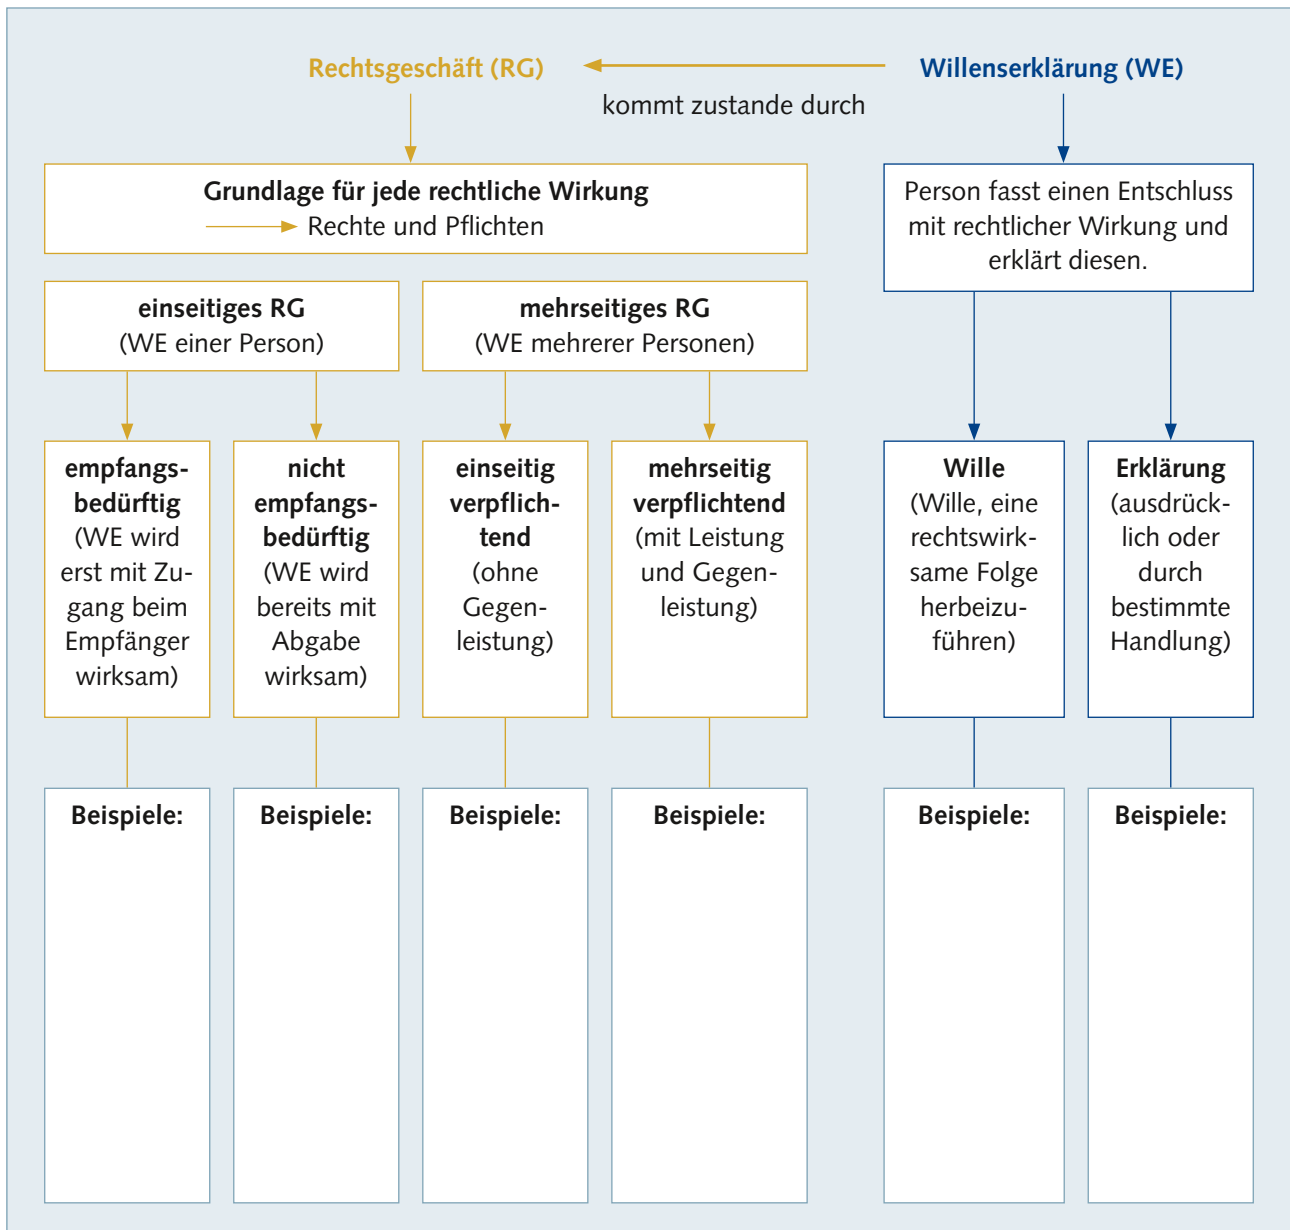 Rechtsgeschäft (RG)
Willenserklärung (WE)
kommt zustande durch
Grundlage für jede rechtliche Wirkung
Rechte und Pflichten
Person fasst einen Entschluss
mit rechtlicher Wirkung und
erklärt diesen.
einseitiges RG
(WE einer Person)
mehrseitiges RG
(WE mehrerer Personen)
empfangs-
bedürftig
(WE wird
erst mit Zu-
gang beim
Empfänger
wirksam)
nicht
empfangs-
bedürftig
(WE wird
bereits mit
Abgabe
wirksam)
einseitig
verpflich-
tend
(ohne
Gegen-
leistung)
mehrseitig
verpflichtend
(mit Leistung
und Gegen-
leistung)
Wille
(Wille, eine
rechtswirk-
same Folge
herbeizu-
führen)
Erklärung
(ausdrück-
lich oder
durch
bestimmte
Handlung)
Beispiele:
Beispiele:
Beispiele:
Beispiele:
Beispiele:
Beispiele: